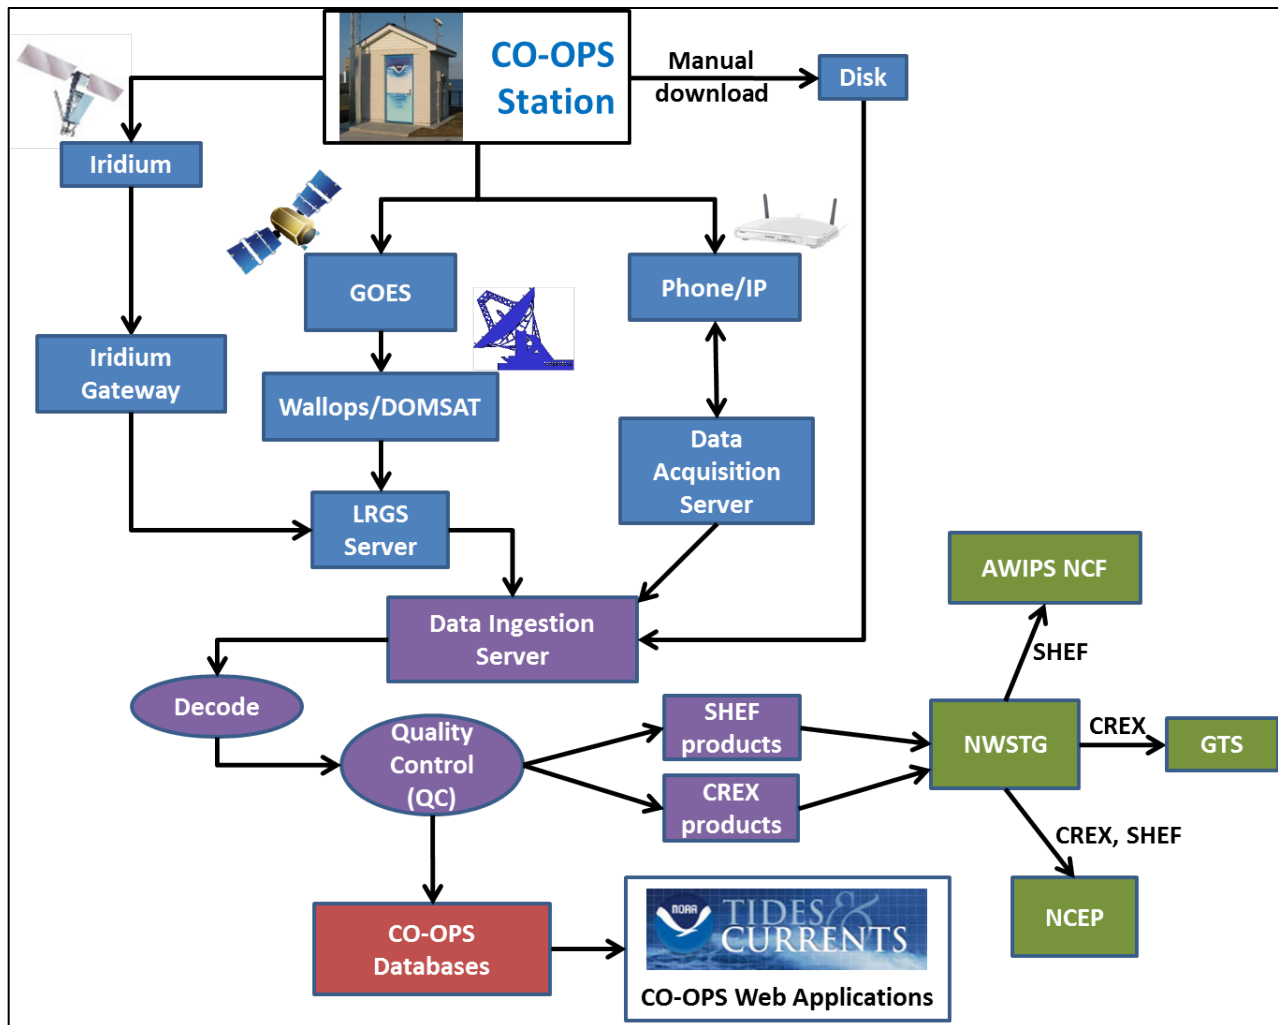 CO-OPS
Station
Manual
download
Disk
Iridium
GOES
Phone/IP
Iridium
Gateway
Wallops/DOMSAT
Data
Acquisition
Server
LRGS
Server
AWIPS NCF
Data Ingestion
Server
SHEF
Decode
SHEF
products
Quality
Control
(QC)
CREX
products
NWSTG
CREX
GTS
CREX, SHEF
NCEP
CO-OPS
Databases
NOAA
TIDES &
CURRENTS
CO-OPS Web Applications